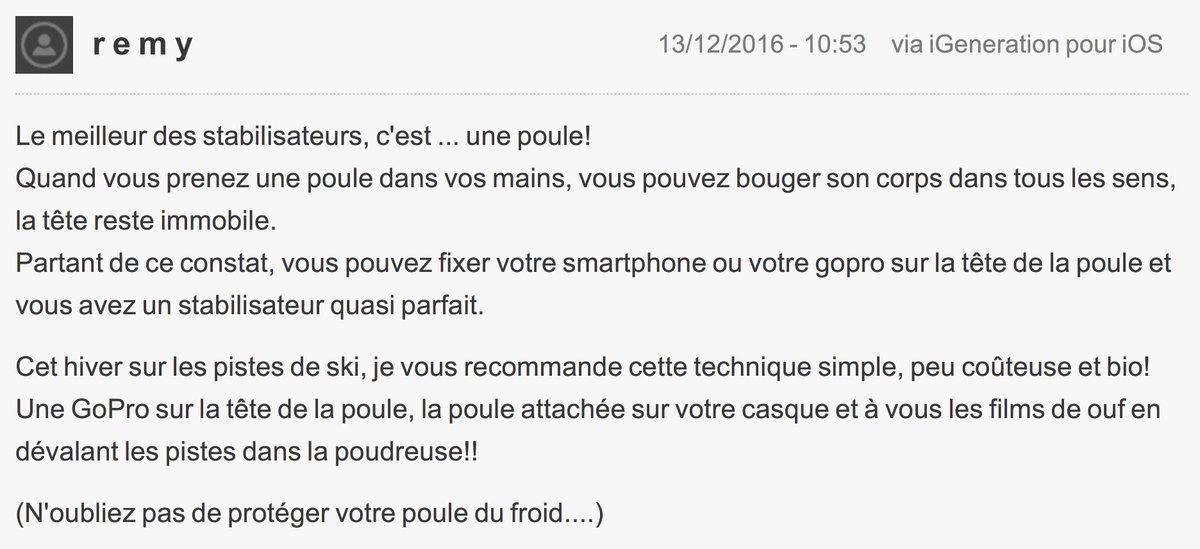 remy
13/12/2016 - 10:53 via iGeneration pour iOS
Le meilleur des stabilisateurs, c'est ... une poule!
Quand vous prenez une poule dans vos mains, vous pouvez bouger son corps dans tous les sens,
la tête reste immobile.
Partant de ce constat, vous pouvez fixer votre smartphone ou votre gopro sur la tête de la poule et
vous avez un stabilisateur quasi parfait.
Cet hiver sur les pistes de ski, je vous recommande cette technique simple, peu coûteuse et bio!
Une GoPro sur la tête de la poule, la poule attachée sur votre casque et à vous les films de ouf en
dévalant les pistes dans la poudreuse!!
(N'oubliez pas de protéger votre poule du froid....)